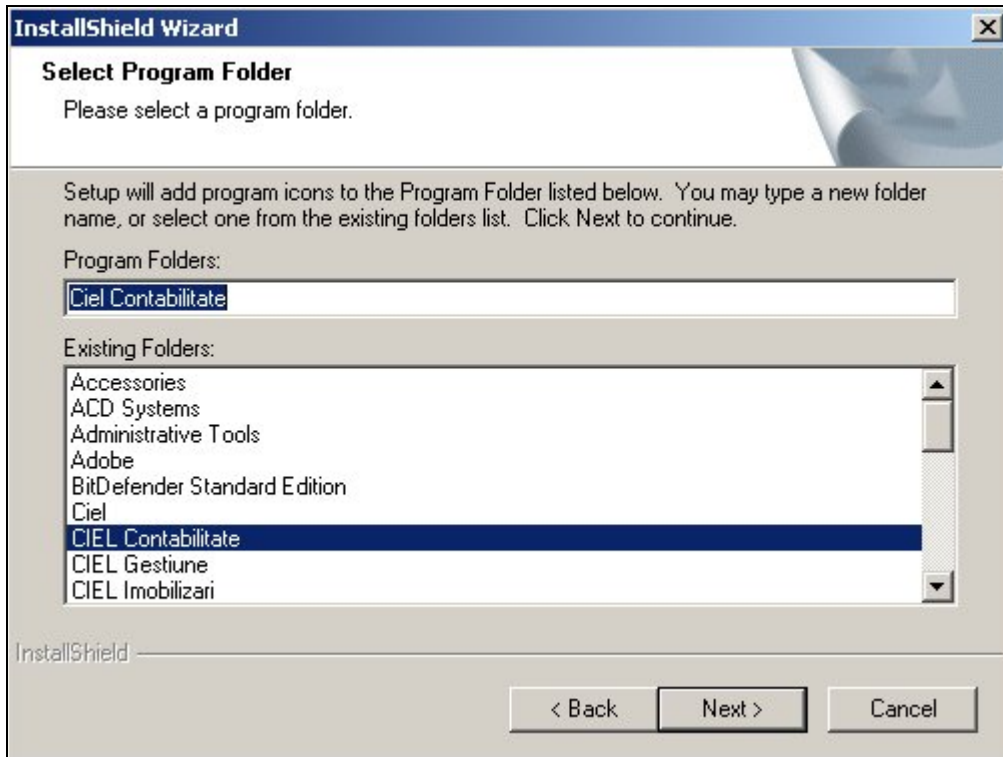 InstallShield Wizard
Select Program Folder
Please select a program folder.
Setup will add program icons to the Program Folder listed below. You may type a new folder
name, or select one from the existing folders list. Click Next to continue.
Program Folders:
Ciel Contabilitate
Existing Folders:
Accessories
ACD Systems
Administrative Tools
Adobe
BitDefender Standard Edition
Ciel
CIEL Contabilitate
CIEL Gestiune
CIEL Imobilizari
InstallShield
< Back Next > Cancel